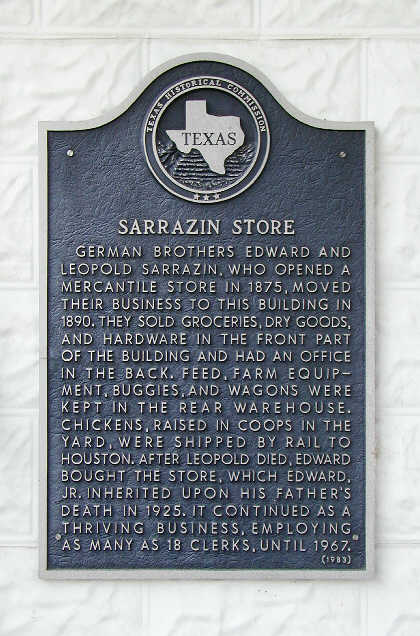 TEXAS HISTORICAL COMMISSION
TEXAS
SARRAZIN STORE
GERMAN BROTHERS EDWARD AND
LEOPOLD SARRAZIN, WHO OPENED A
MERCANTILE STORE IN 1875, MOVED
THEIR BUSINESS TO THIS BUILDING IN
1890. THEY SOLD GROCERIES, DRY GOODS,
AND HARDWARE IN THE FRONT PART
OF THE BUILDING AND HAD AN OFFICE
IN THE BACK. FEED, FARM EQUIP-
MENT, BUGGIES, AND WAGONS WERE
KEPT IN THE REAR WAREHOUSE.
CHICKENS, RAISED IN COOPS IN THE
YARD, WERE SHIPPED BY RAIL TO
HOUSTON. AFTER LEOPOLD DIED, EDWARD
BOUGHT THE STORE, WHICH EDWARD,
JR. INHERITED UPON HIS FATHER'S
DEATH IN 1925. IT CONTINUED AS A
THRIVING BUSINESS, EMPLOYING
AS MANY AS 18 CLERKS, UNTIL 1967.
(1983)